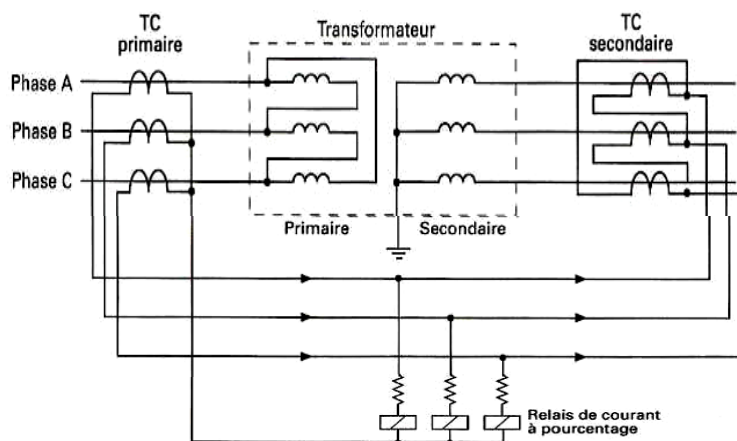 TC
primaire
Transformateur
TC
secondaire
Phase A
Phase B
Phase C
Primaire
Secondaire
Relais de courant
à pourcentage